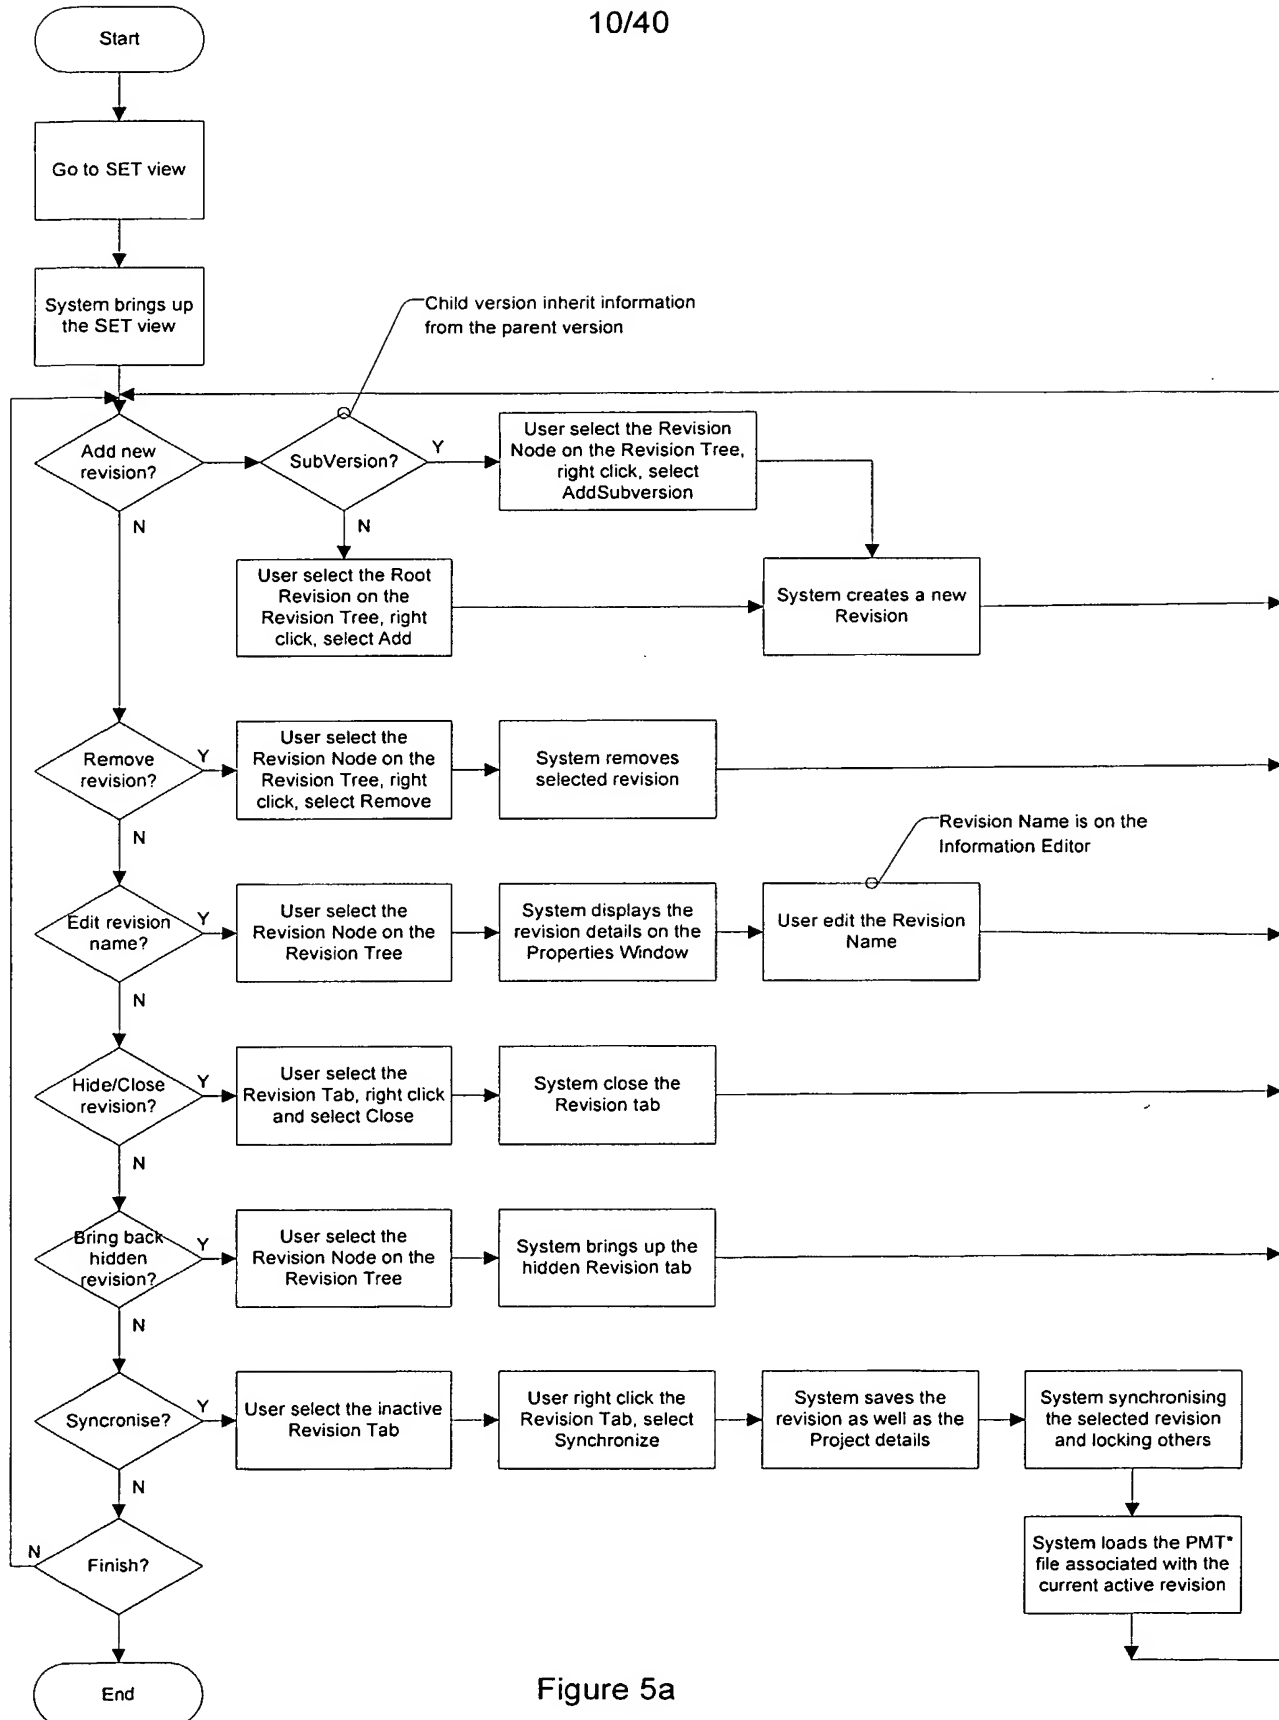 10/40
Start
Go to SET view
System brings up
the SET view
Child version inherit information
from the parent version
Add new
revision?
SubVersion?
Y
User select the Revision
Node on the Revision Tree,
right click, select
AddSubversion
N
N
User select the Root
Revision on the
Revision Tree, right
click, select Add
System creates a new
Revision
Remove
revision?
Y
User select the
Revision Node on the
Revision Tree, right
click, select Remove
System removes
selected revision
N
Revision Name is on the
Information Editor
Edit revision
name?
Y
User select the
Revision Node on the
Revision Tree
System displays the
revision details on the
Properties Window
User edit the Revision
Name
N
Hide/Close
revision?
Y
User select the
Revision Tab, right click
and select Close
System close the
Revision tab
N
Bring back
hidden
revision?
Y
User select the
Revision Node on the
Revision Tree
System brings up the
hidden Revision tab
N
Syncronise?
Y
User select the inactive
Revision Tab
User right click the
Revision Tab, select
Synchronize
System saves the
revision as well as the
Project details
System synchronising
the selected revision
and locking others
N
N
Finish?
System loads the PMT*
file associated with the
current active revision
End
Figure 5a